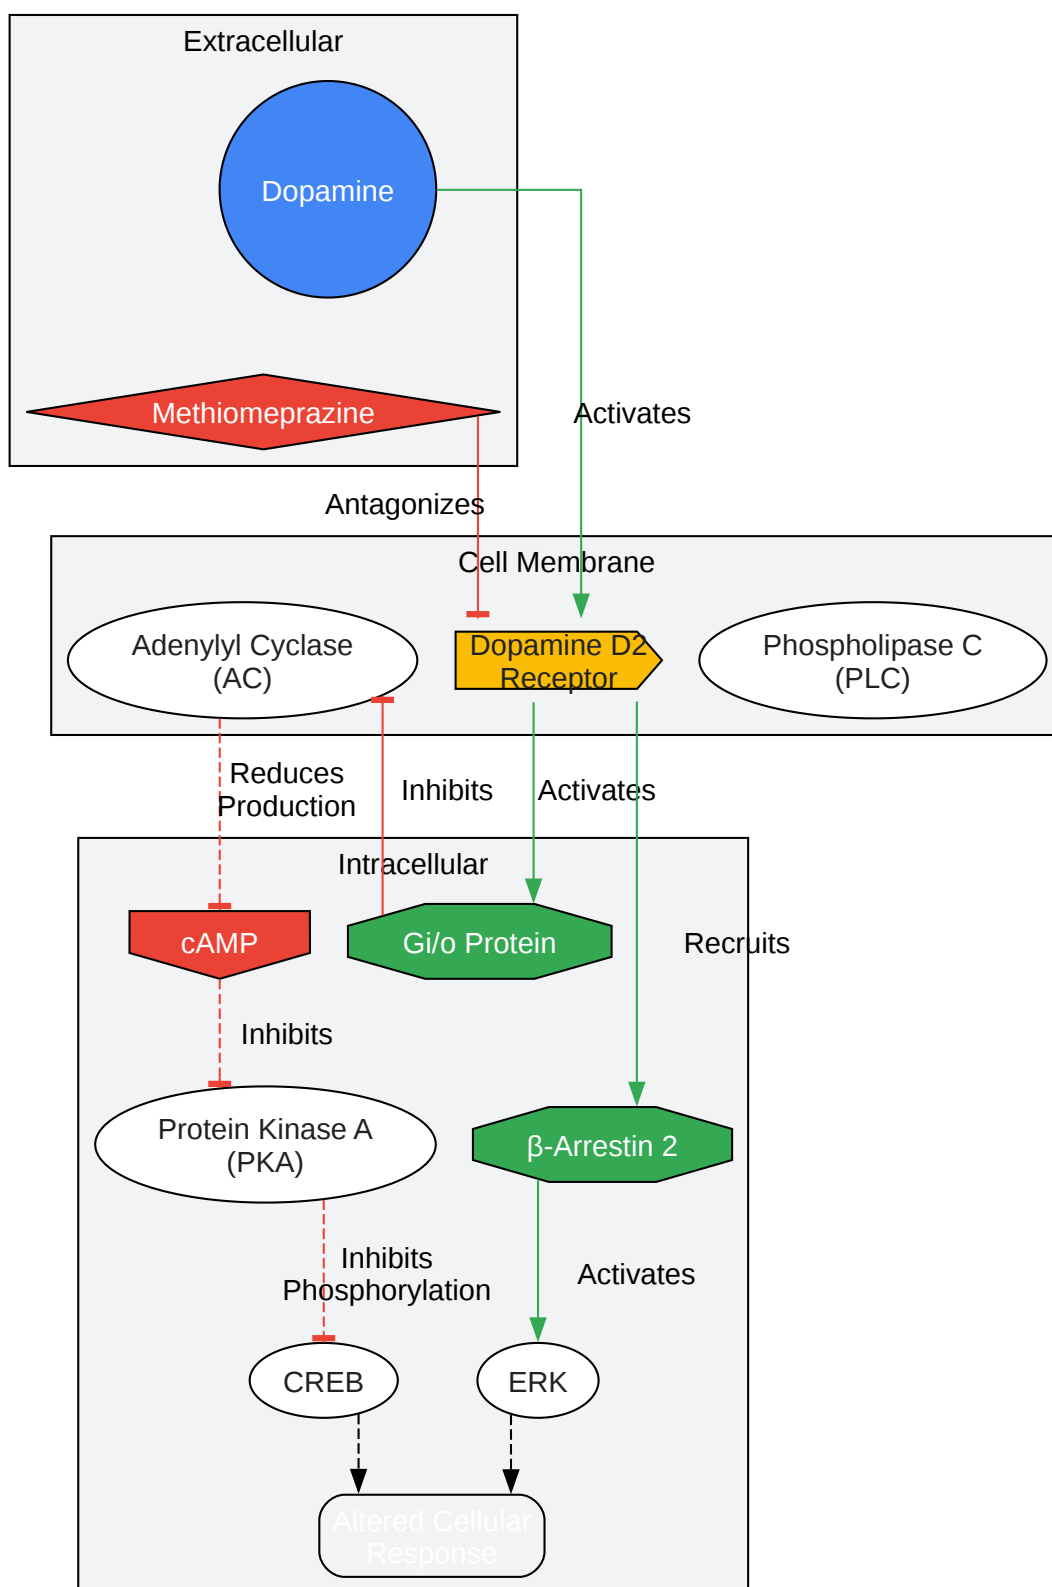 Extracellular
Dopamine
Methiomeprazine
Activates
Antagonizes
Cell Membrane
Adenylyl Cyclase
(AC)
Dopamine D2
Receptor
Phospholipase C
(PLC)
Reduces
Production
Inhibits
Activates
Intracellular
cAMP
Gi/o Protein
Recruits
Inhibits
Protein Kinase A
(PKA)
β-Arrestin 2
Inhibits
Phosphorylation
Activates
CREB
ERK
Altered Cellular
Response